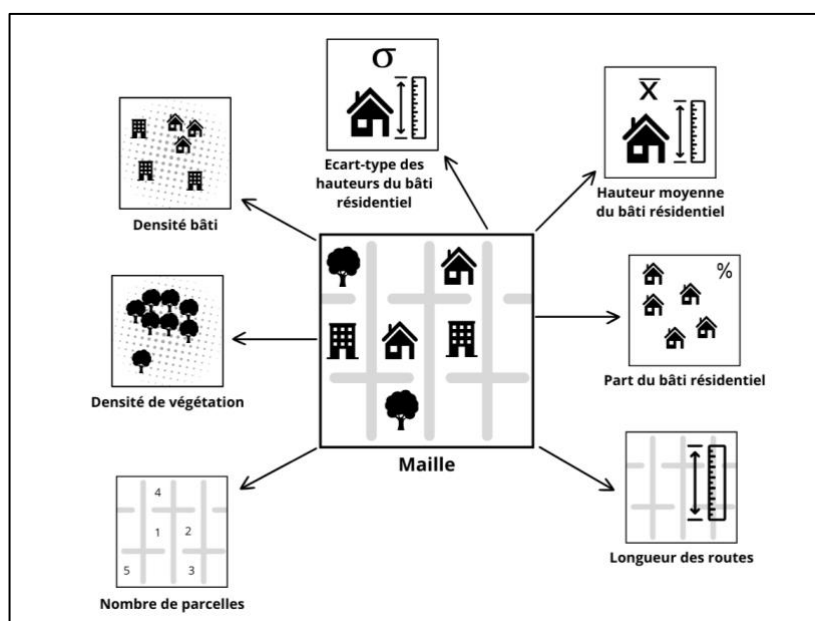 σ
Ecart-type des
hauteurs du bâti
résidentiel
x̅
Hauteur moyenne
du bâti résidentiel
Densité bâti
%
Part du bâti résidentiel
Densité de végétation
Maille
4
1 2
5 3
Nombre de parcelles
Longueur des routes